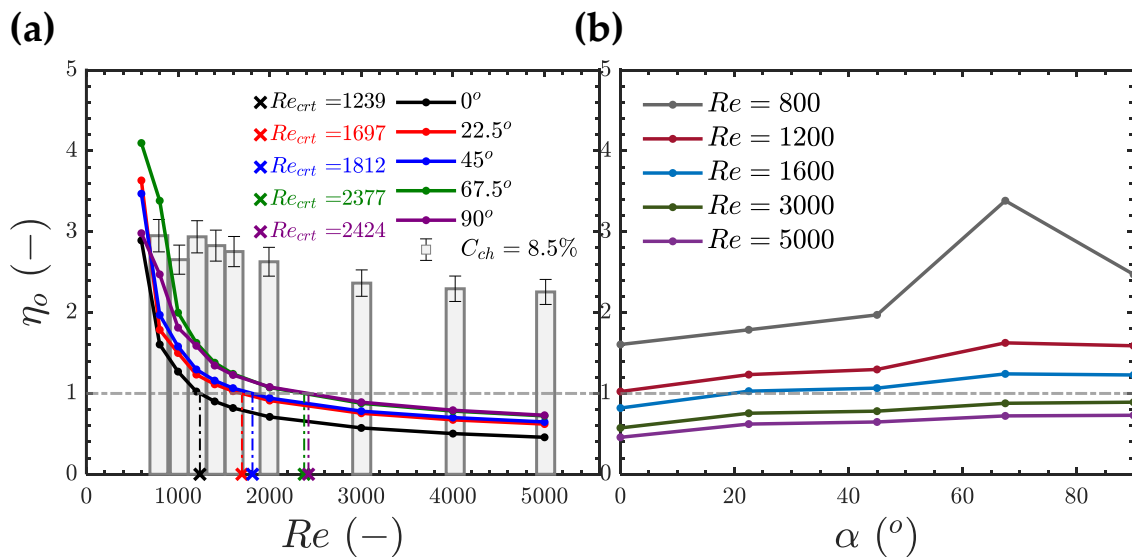 (a)
5
4
3
2
1
0
η_o (−)
Re_crt =1239
Re_crt =1697
Re_crt =1812
Re_crt =2377
Re_crt =2424
0°
22.5°
45°
67.5°
90°
C_ch = 8.5%
0 1000 2000 3000 4000 5000
Re (−)
(b)
5
4
3
2
1
0
Re = 800
Re = 1200
Re = 1600
Re = 3000
Re = 5000
0 20 40 60 80
α (°)